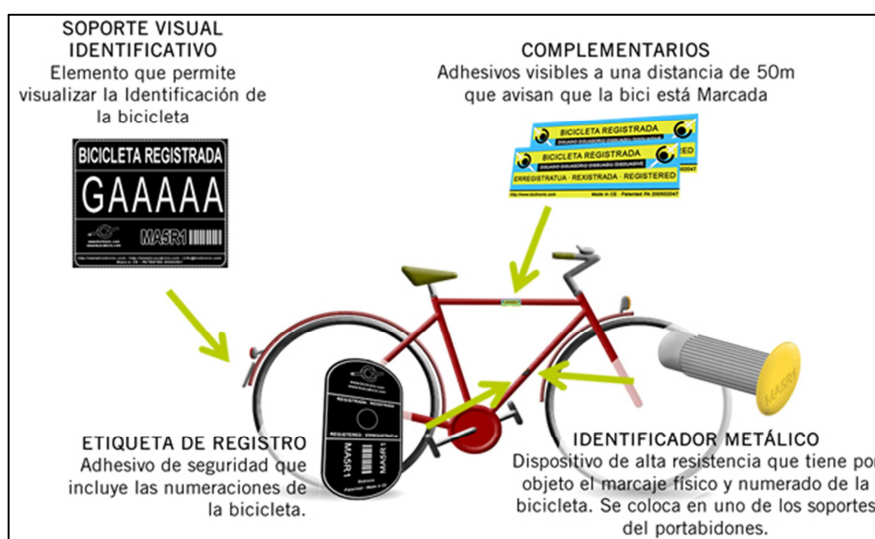 SOPORTE VISUAL
IDENTIFICATIVO
Elemento que permite
visualizar la Identificación de
la bicicleta
BICICLETA REGISTRADA
GAAAAA
MA5R1
COMPLEMENTARIOS
Adhesivos visibles a una distancia de 50m
que avisan que la bici está Marcada
BICICLETA REGISTRADA
BICICLETA REGISTRADA
ERREGISTRATUA · REXISTRADA · REGISTERED
ETIQUETA DE REGISTRO
Adhesivo de seguridad que
incluye las numeraciones de
la bicicleta.
REGISTRADA · REXISTRADA
REGISTERED · ERREGISTRATUA
MA5R1
MA5R1
MA5R1
IDENTIFICADOR METÁLICO
Dispositivo de alta resistencia que tiene por
objeto el marcaje físico y numerado de la
bicicleta. Se coloca en uno de los soportes
del portabidones.